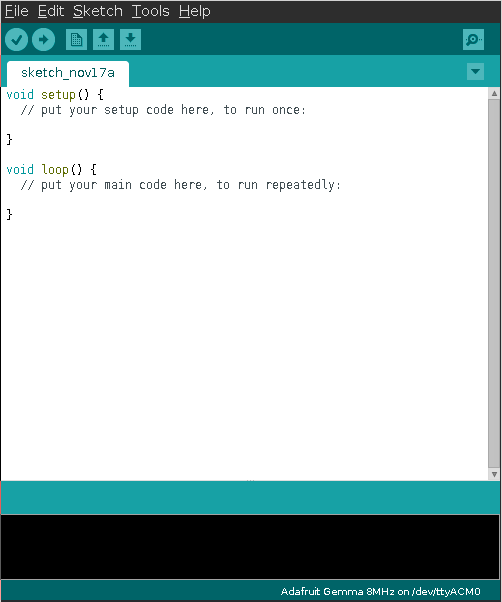 File Edit Sketch Tools Help
sketch_nov17a
void setup() {
  // put your setup code here, to run once:
}
void loop() {
  // put your main code here, to run repeatedly:
}
Adafruit Gemma 8MHz on /dev/ttyACM0